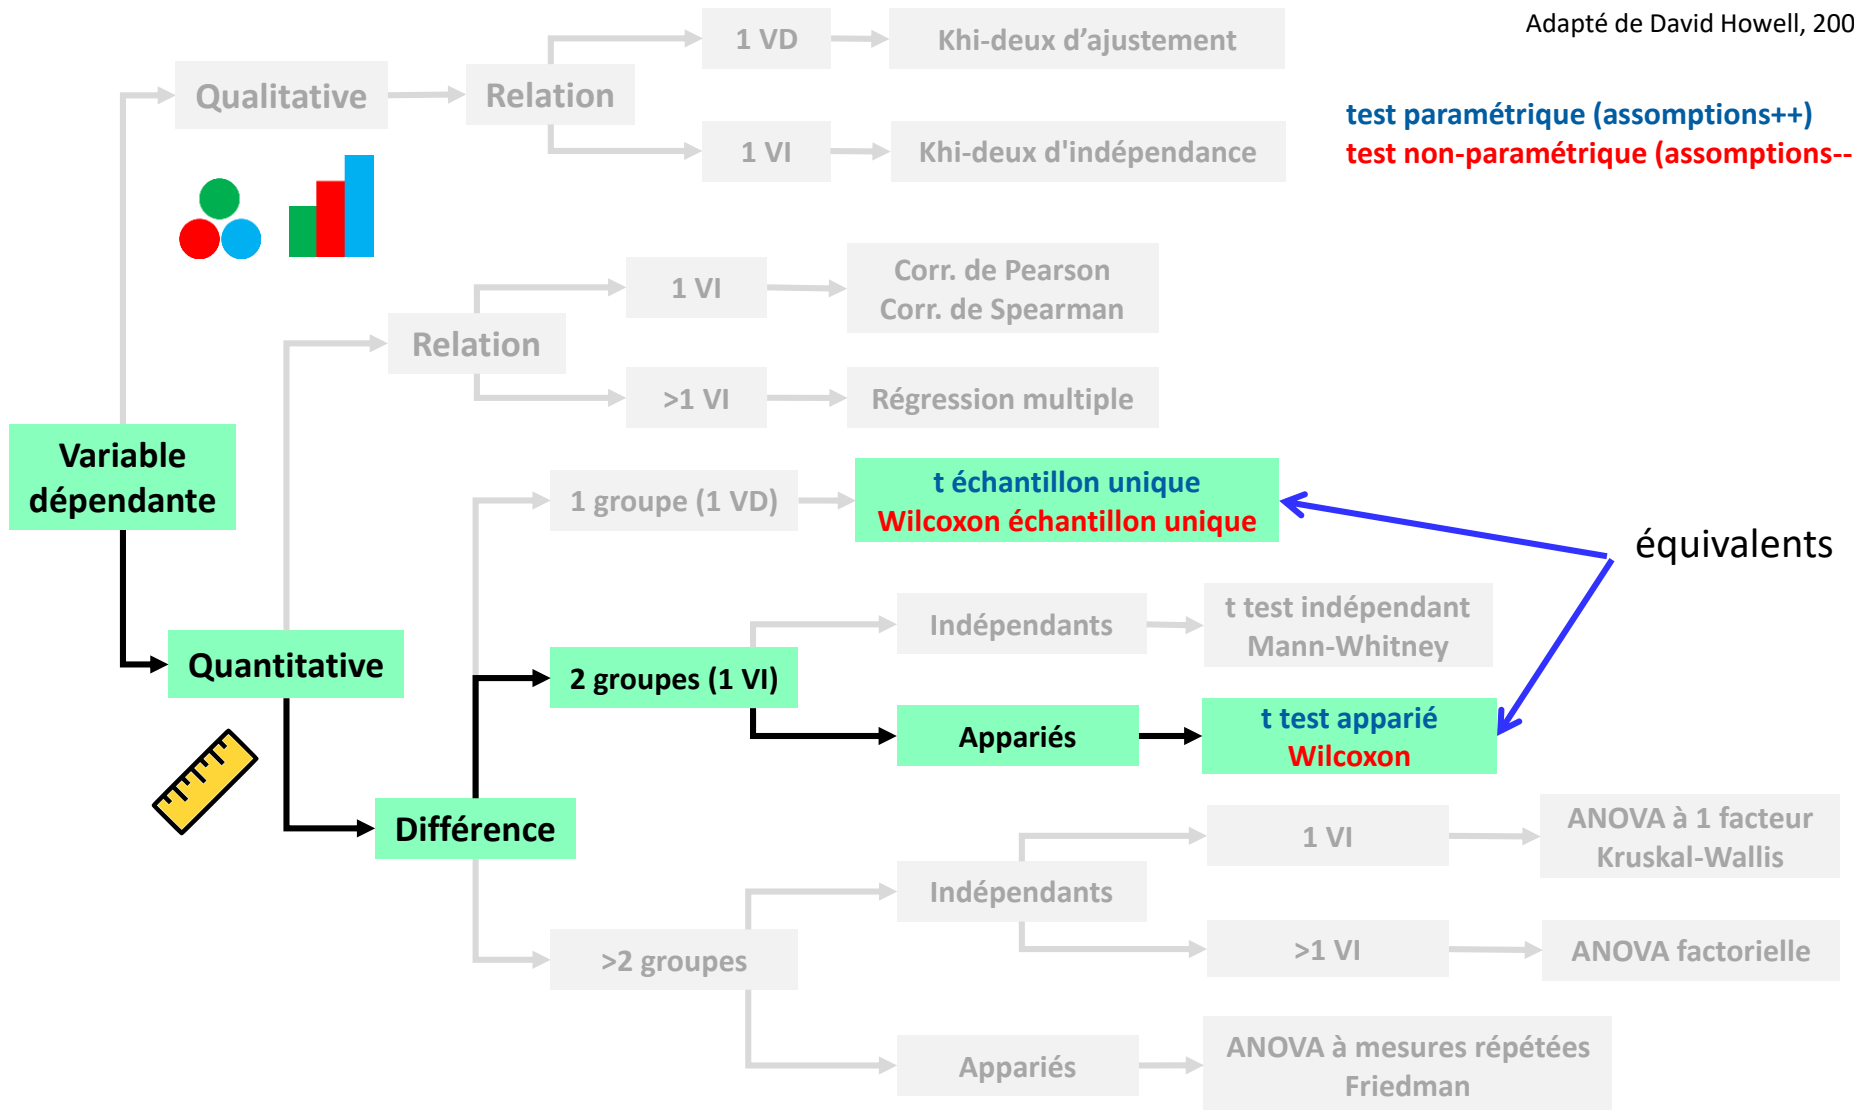 Adapté de David Howell, 200
test paramétrique (assomptions++)
test non-paramétrique (assomptions--
Qualitative
Relation
1 VD
Khi-deux d’ajustement
1 VI
Khi-deux d'indépendance
Relation
1 VI
Corr. de Pearson
Corr. de Spearman
>1 VI
Régression multiple
Variable
dépendante
Quantitative
Différence
1 groupe (1 VD)
t échantillon unique
Wilcoxon échantillon unique
équivalents
2 groupes (1 VI)
Indépendants
t test indépendant
Mann-Whitney
Appariés
t test apparié
Wilcoxon
>2 groupes
Indépendants
1 VI
ANOVA à 1 facteur
Kruskal-Wallis
>1 VI
ANOVA factorielle
Appariés
ANOVA à mesures répétées
Friedman